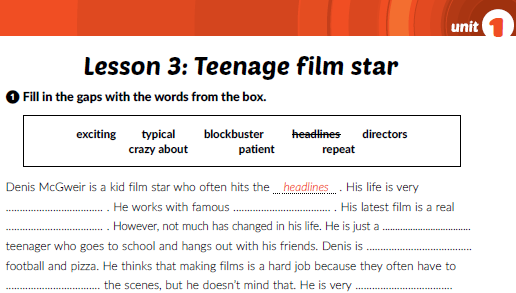 unit 1
Lesson 3: Teenage film star
1 Fill in the gaps with the words from the box.
exciting typical blockbuster headlines directors
crazy about patient repeat
Denis McGweir is a kid film star who often hits the headlines . His life is very
.................................. . He works with famous .................................. . His latest film is a real
.................................. . However, not much has changed in his life. He is just a ..................................
teenager who goes to school and hangs out with his friends. Denis is ..................................
football and pizza. He thinks that making films is a hard job because they often have to
.................................. the scenes, but he doesn't mind that. He is very ..................................